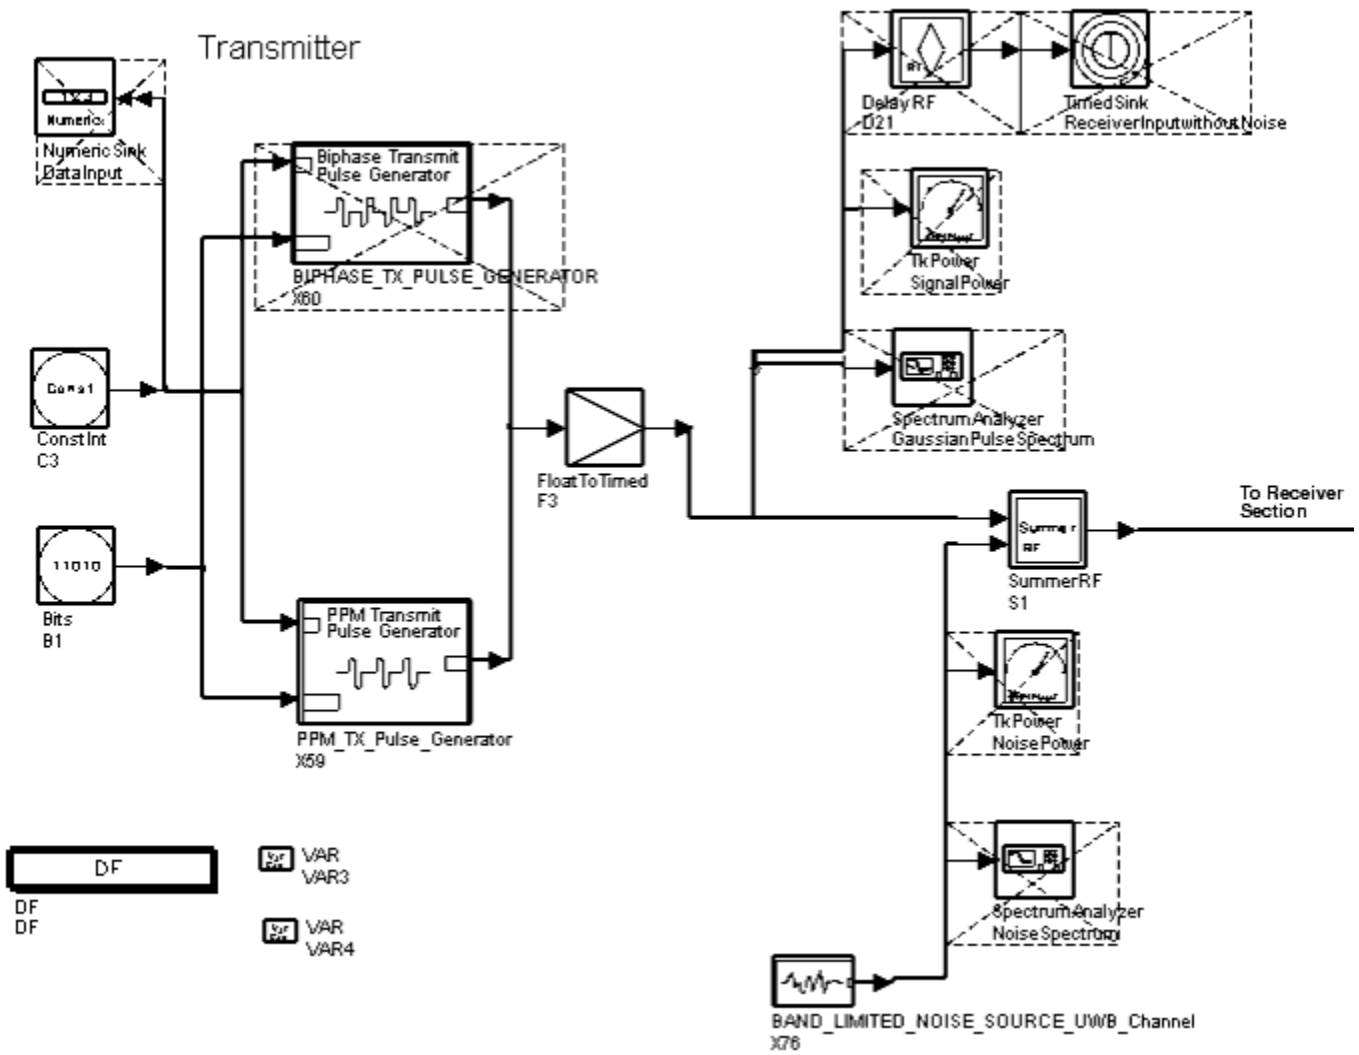 Transmitter
Numeric
NumericSink
DataInput
Biphase Transmit
Pulse Generator
BIPHASE_TX_PULSE_GENERATOR
X60
Const
ConstInt
C3
11010
Bits
B1
PPM Transmit
Pulse Generator
PPM_TX_Pulse_Generator
X59
FloatToTimed
F3
DelayRF
D21
TimedSink
ReceiverInputwithoutNoise
TkPower
SignalPower
SpectrumAnalyzer
GaussianPulseSpectrum
To Receiver
Section
Summer
RF
SummerRF
S1
TkPower
NoisePower
SpectrumAnalyzer
NoiseSpectrum
BAND_LIMITED_NOISE_SOURCE_UWB_Channel
X76
DF
DF
DF
VAR
VAR3
VAR
VAR4